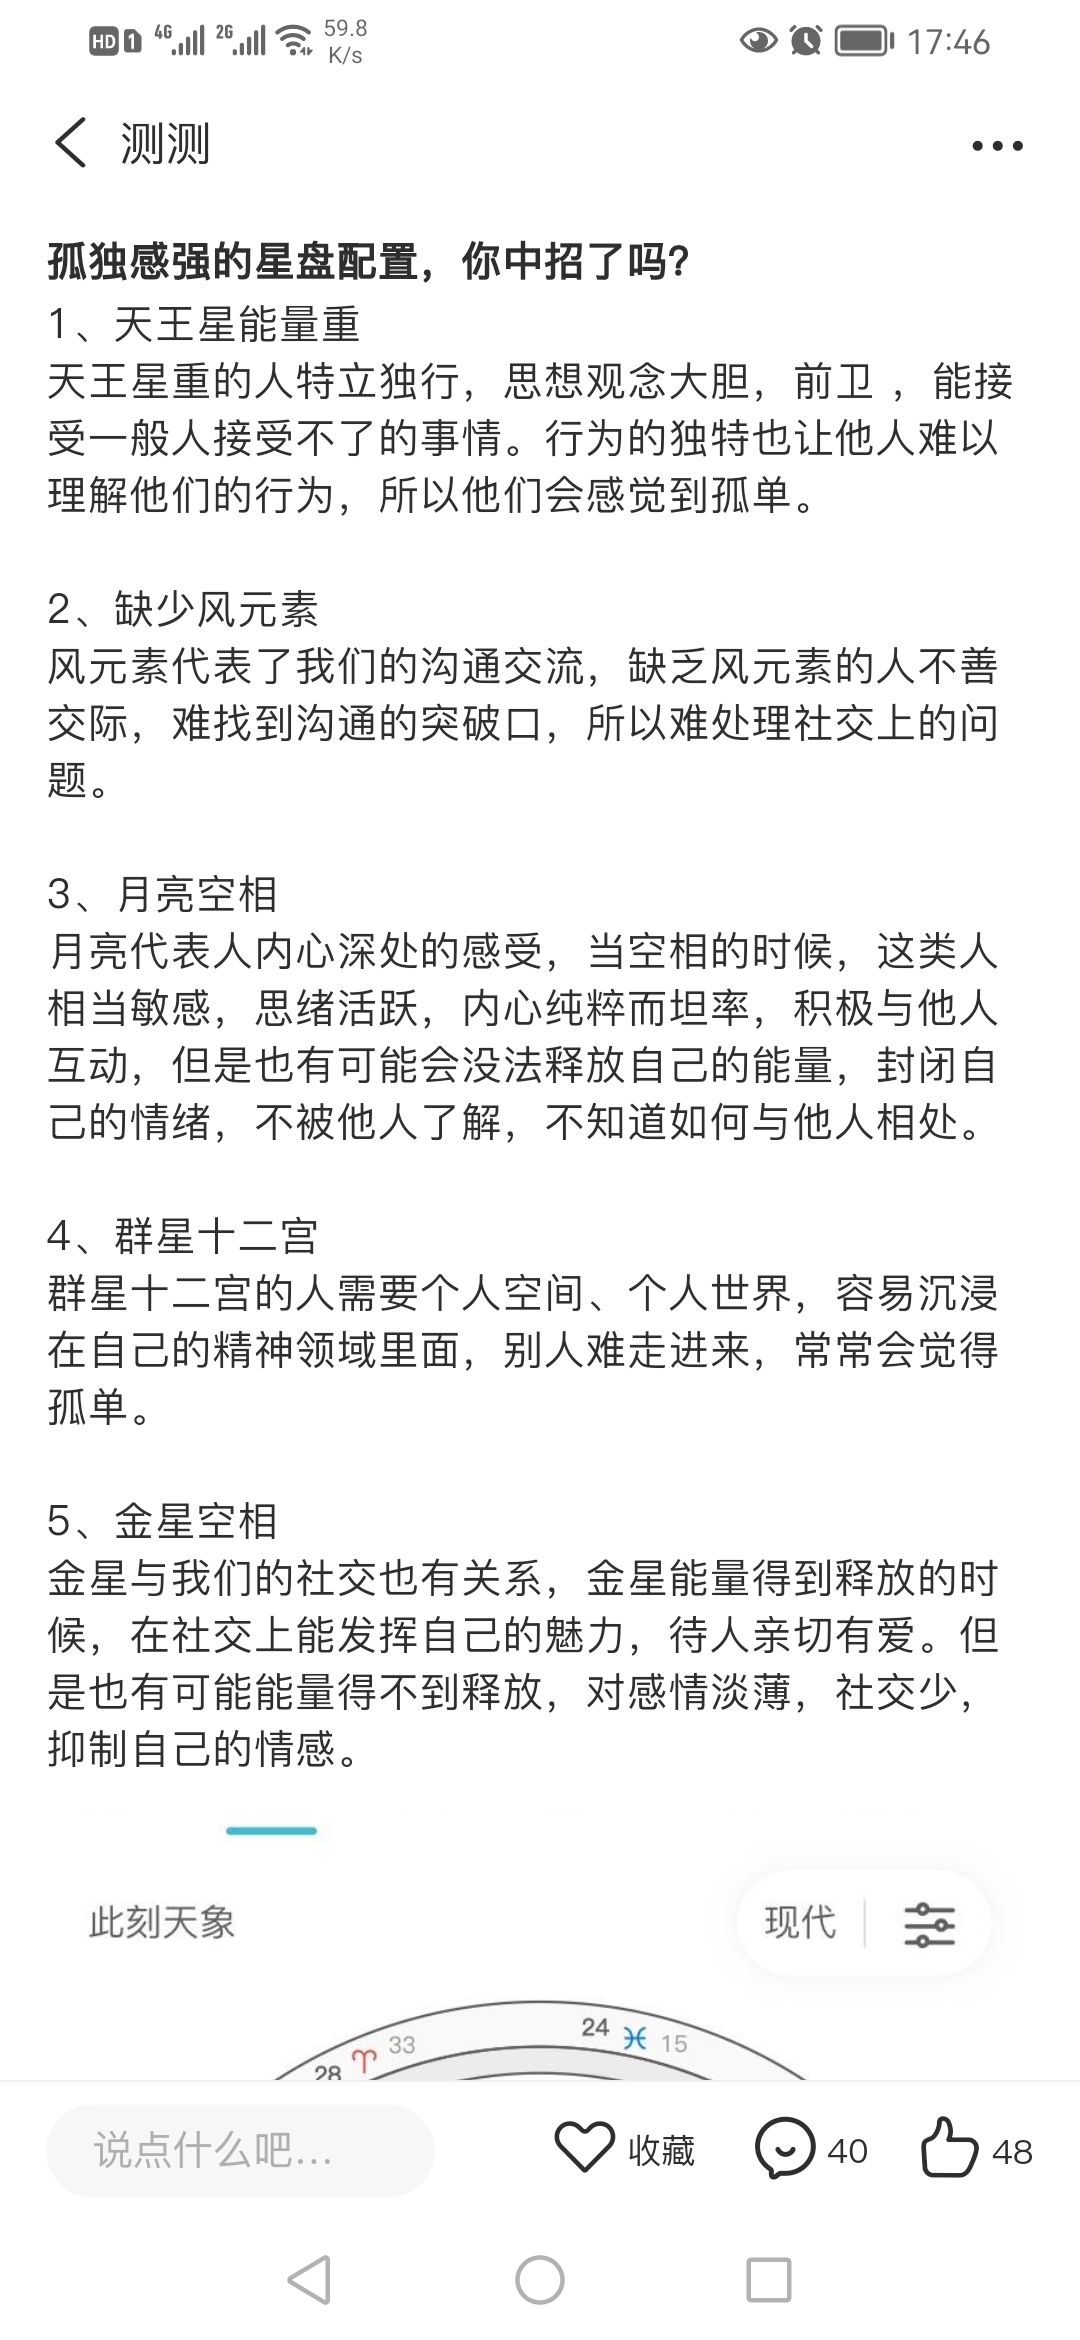 HD 1 4G 2G 59.8 K/s 17:46
测测
孤独感强的星盘配置，你中招了吗？
1、天王星能量重
天王星重的人特立独行，思想观念大胆，前卫 ，能接
受一般人接受不了的事情。行为的独特也让他人难以
理解他们的行为，所以他们会感觉到孤单。
2、缺少风元素
风元素代表了我们的沟通交流，缺乏风元素的人不善
交际，难找到沟通的突破口，所以难处理社交上的问
题。
3、月亮空相
月亮代表人内心深处的感受，当空相的时候，这类人
相当敏感，思绪活跃，内心纯粹而坦率，积极与他人
互动，但是也有可能会没法释放自己的能量，封闭自
己的情绪，不被他人了解，不知道如何与他人相处。
4、群星十二宫
群星十二宫的人需要个人空间、个人世界，容易沉浸
在自己的精神领域里面，别人难走进来，常常会觉得
孤单。
5、金星空相
金星与我们的社交也有关系，金星能量得到释放的时
候，在社交上能发挥自己的魅力，待人亲切有爱。但
是也有可能能量得不到释放，对感情淡薄，社交少，
抑制自己的情感。
此刻天象 现代
28 ♈ 33 24 ♓ 15
说点什么吧... 收藏 40 48